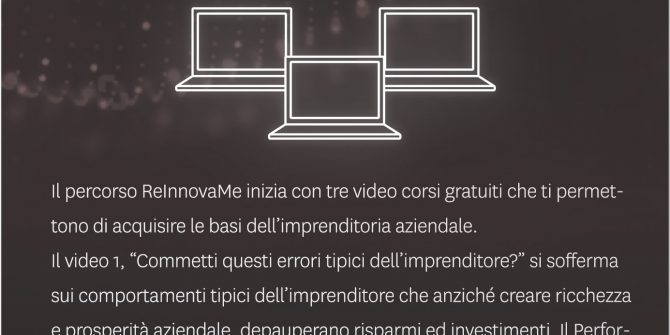 Il percorso ReInnovaMe inizia con tre video corsi gratuiti che ti permet-
tono di acquisire le basi dell’imprenditoria aziendale.
Il video 1, “Commetti questi errori tipici dell’imprenditore?” si sofferma
sui comportamenti tipici dell’imprenditore che anziché creare ricchezza
e prosperità aziendale, depauperano risparmi ed investimenti. Il Perfor-